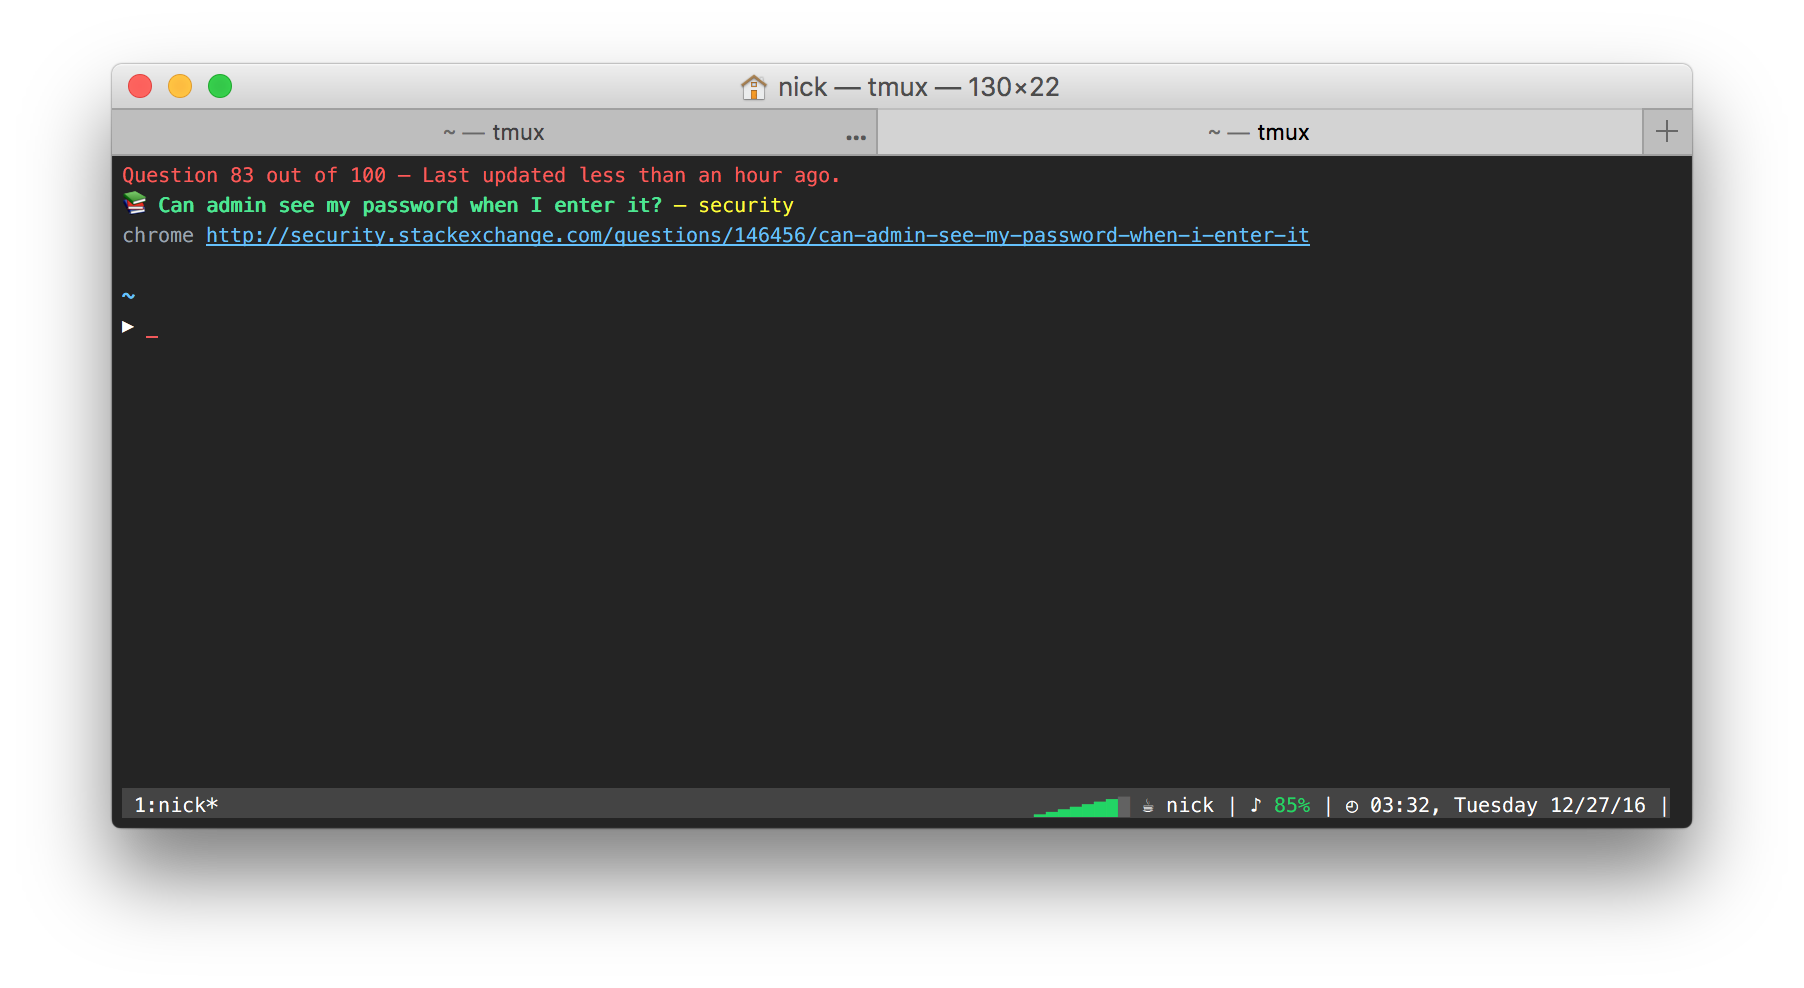 nick — tmux — 130×22
~ — tmux ... ~ — tmux +
Question 83 out of 100 — Last updated less than an hour ago.
📚 Can admin see my password when I enter it? — security
chrome http://security.stackexchange.com/questions/146456/can-admin-see-my-password-when-i-enter-it
~
▶ _
1:nick* ☕ nick | ♪ 85% | ◴ 03:32, Tuesday 12/27/16 |